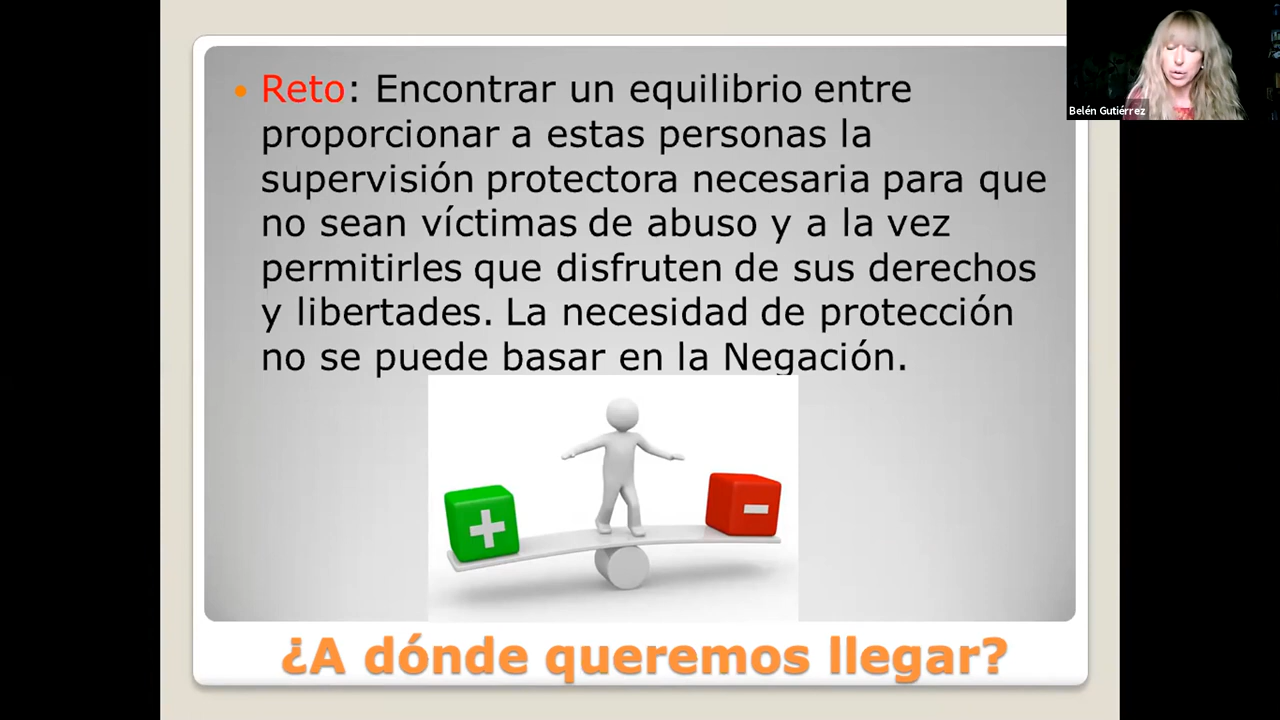 Reto: Encontrar un equilibrio entre
proporcionar a estas personas la
supervisión protectora necesaria para que
no sean víctimas de abuso y a la vez
permitirles que disfruten de sus derechos
y libertades. La necesidad de protección
no se puede basar en la Negación.
¿A dónde queremos llegar?
Belén Gutiérrez